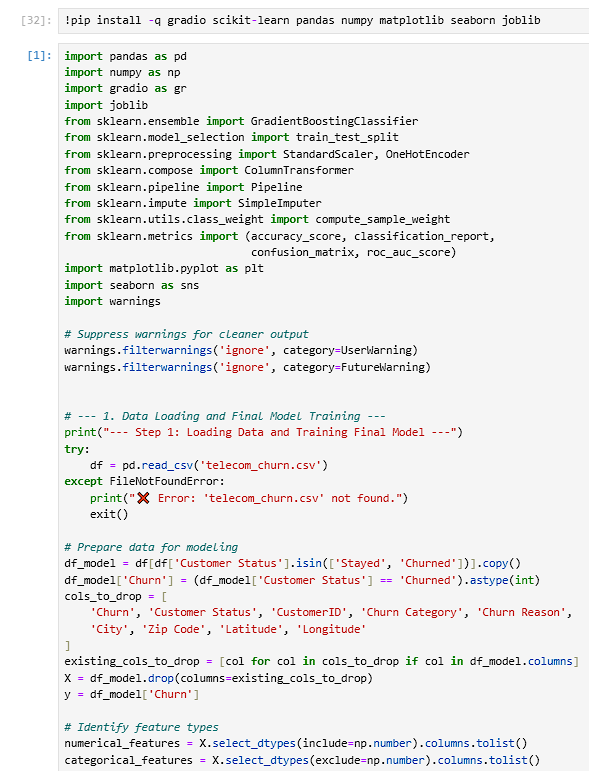 [32]: !pip install -q gradio scikit-learn pandas numpy matplotlib seaborn joblib
[1]: import pandas as pd
import numpy as np
import gradio as gr
import joblib
from sklearn.ensemble import GradientBoostingClassifier
from sklearn.model_selection import train_test_split
from sklearn.preprocessing import StandardScaler, OneHotEncoder
from sklearn.compose import ColumnTransformer
from sklearn.pipeline import Pipeline
from sklearn.impute import SimpleImputer
from sklearn.utils.class_weight import compute_sample_weight
from sklearn.metrics import (accuracy_score, classification_report,
                             confusion_matrix, roc_auc_score)
import matplotlib.pyplot as plt
import seaborn as sns
import warnings

# Suppress warnings for cleaner output
warnings.filterwarnings('ignore', category=UserWarning)
warnings.filterwarnings('ignore', category=FutureWarning)


# --- 1. Data Loading and Final Model Training ---
print("--- Step 1: Loading Data and Training Final Model ---")
try:
    df = pd.read_csv('telecom_churn.csv')
except FileNotFoundError:
    print("❌ Error: 'telecom_churn.csv' not found.")
    exit()

# Prepare data for modeling
df_model = df[df['Customer Status'].isin(['Stayed', 'Churned'])].copy()
df_model['Churn'] = (df_model['Customer Status'] == 'Churned').astype(int)
cols_to_drop = [
    'Churn', 'Customer Status', 'CustomerID', 'Churn Category', 'Churn Reason',
    'City', 'Zip Code', 'Latitude', 'Longitude'
]
existing_cols_to_drop = [col for col in cols_to_drop if col in df_model.columns]
X = df_model.drop(columns=existing_cols_to_drop)
y = df_model['Churn']

# Identify feature types
numerical_features = X.select_dtypes(include=np.number).columns.tolist()
categorical_features = X.select_dtypes(exclude=np.number).columns.tolist()